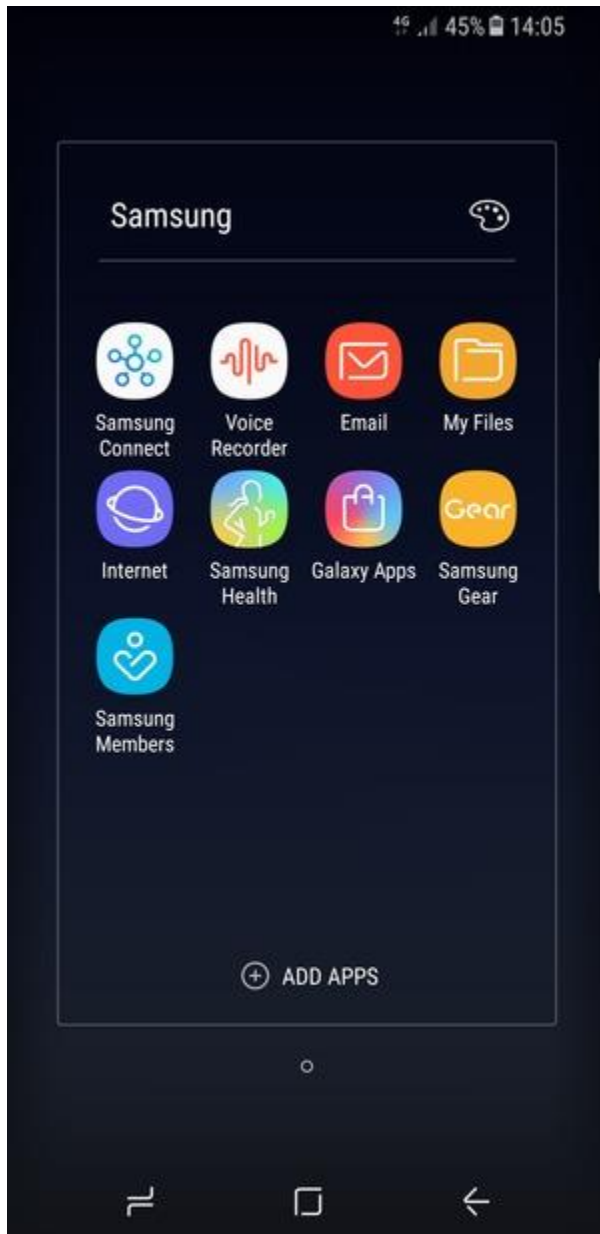 4G 45% 14:05
Samsung
Samsung
Connect
Voice
Recorder
Email
My Files
Internet
Samsung
Health
Galaxy Apps
Gear
Samsung
Gear
Samsung
Members
ADD APPS